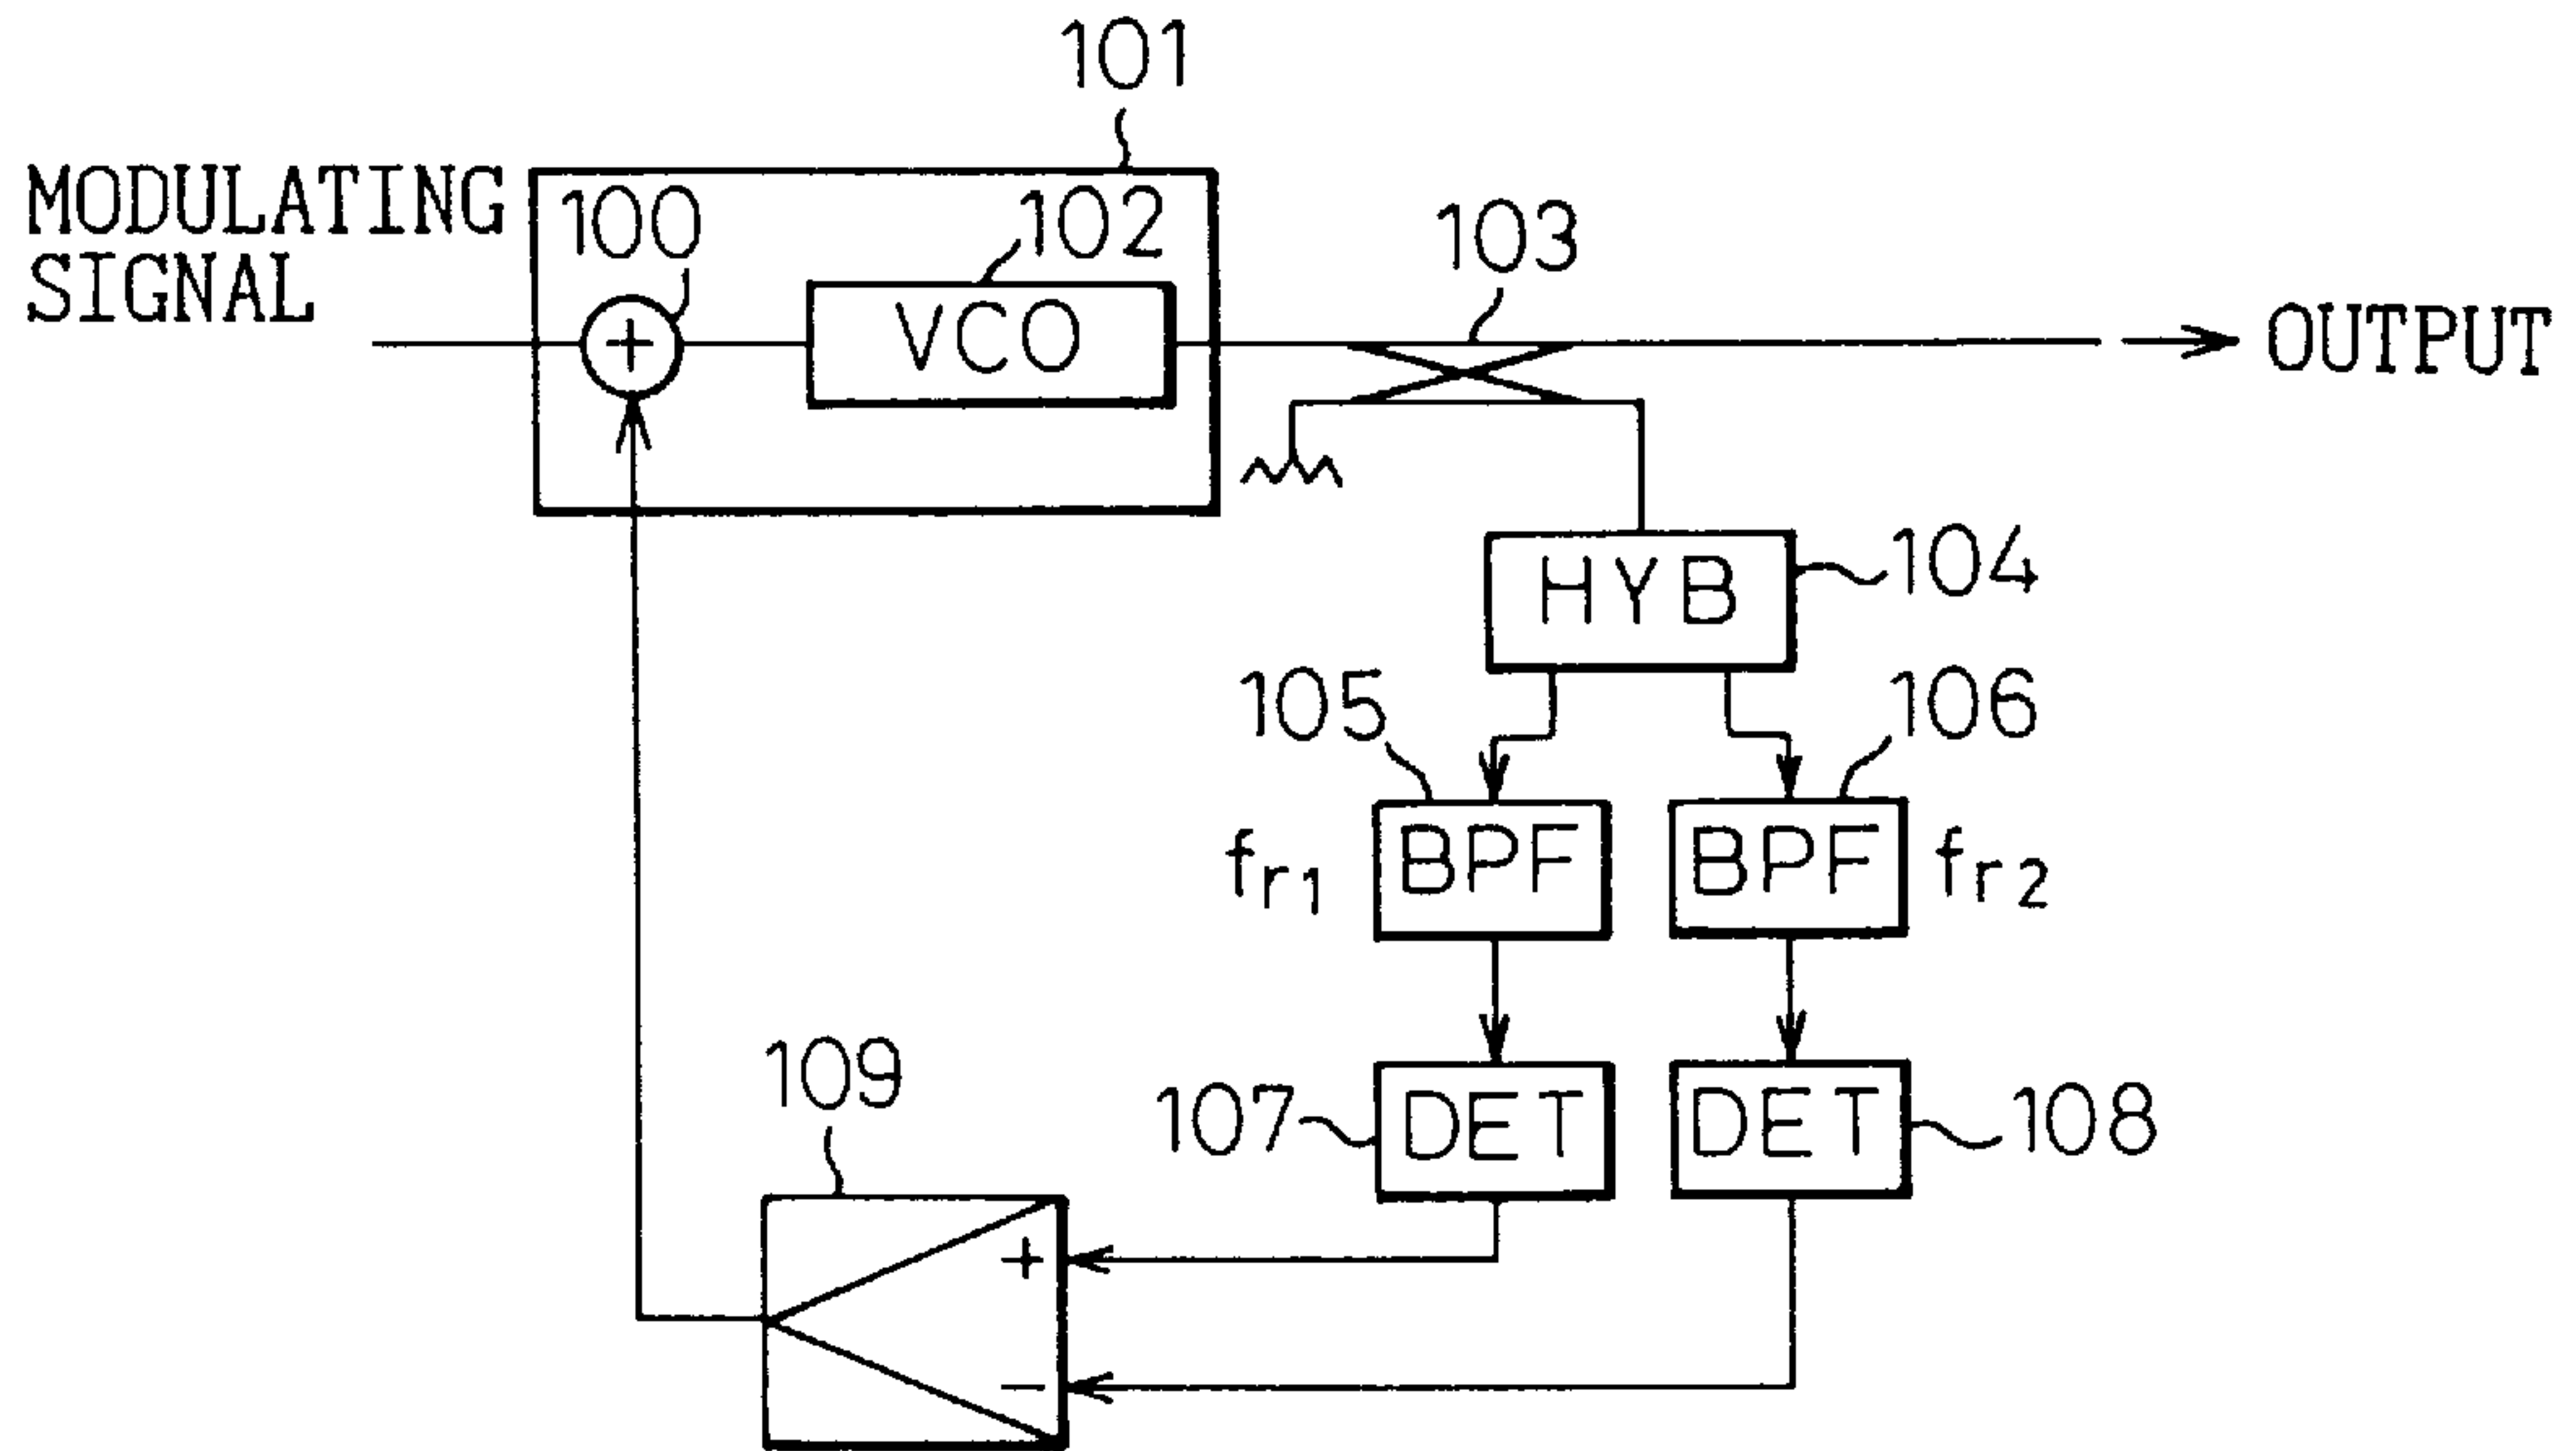 101
MODULATING
SIGNAL
100
102
103
+
VCO
OUTPUT
HYB
104
105
106
fr1
BPF
BPF
fr2
109
107
DET
DET
108
+
−